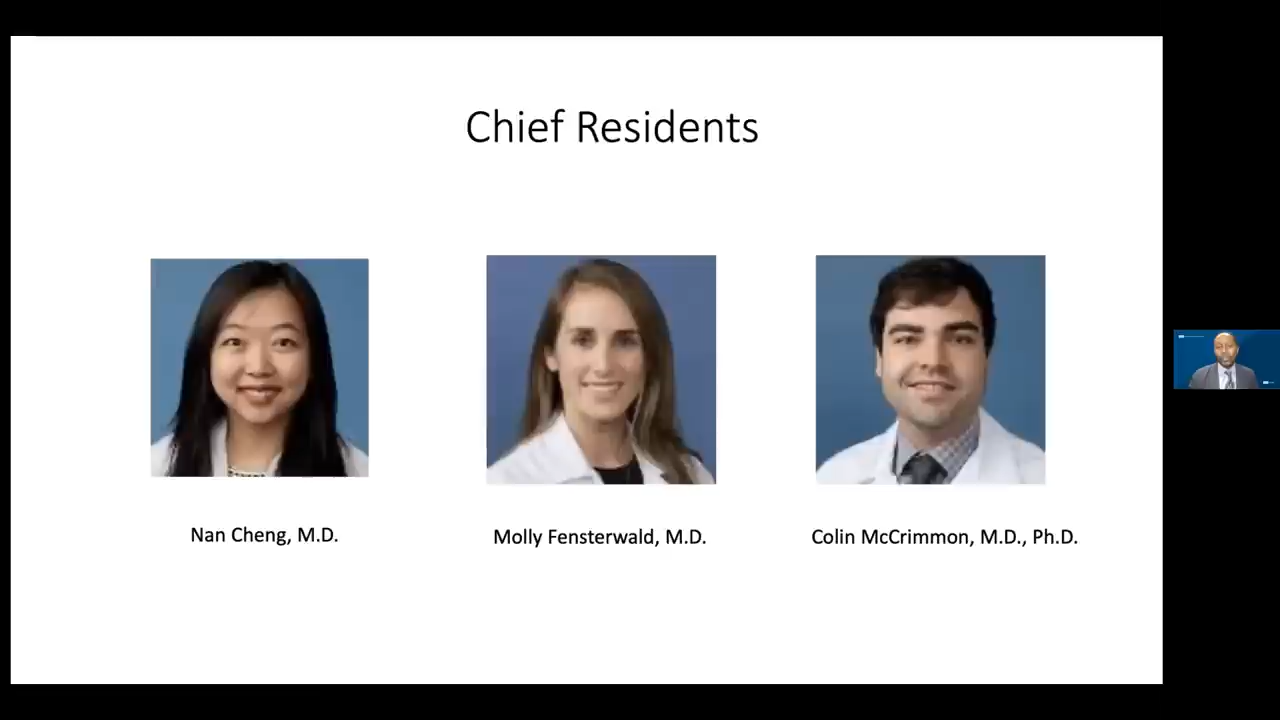 Chief Residents
Nan Cheng, M.D.
Molly Fensterwald, M.D.
Colin McCrimmon, M.D., Ph.D.